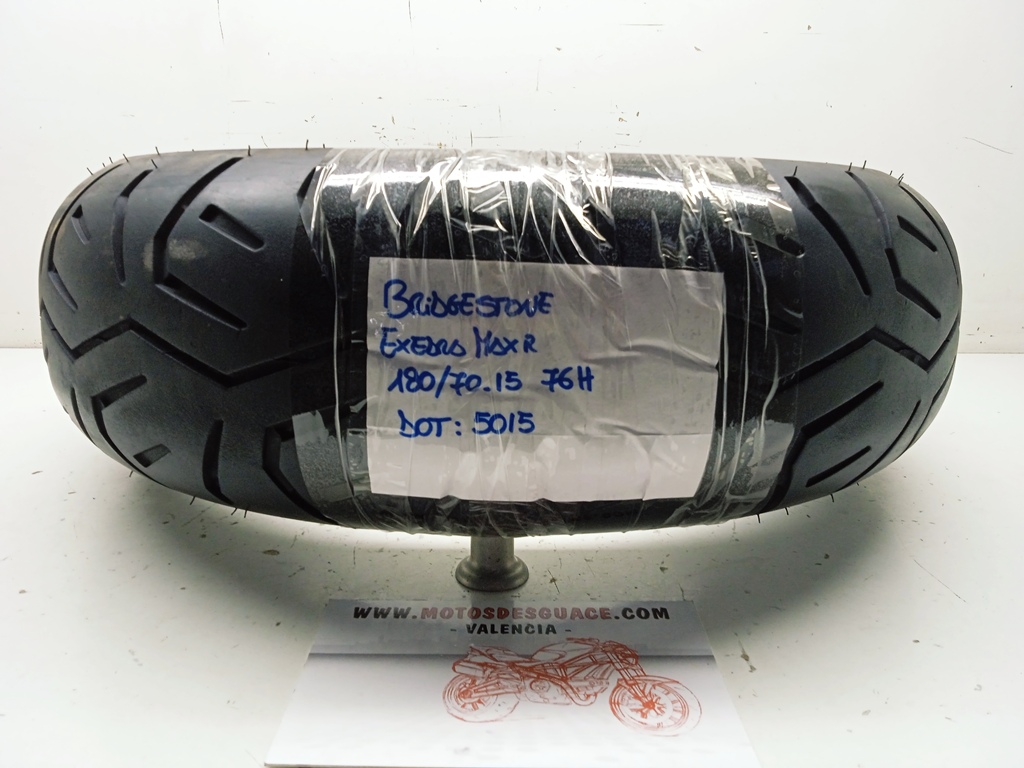 BRIDGESTONE
EXEDRA MAX R
180/70-15 76H
DOT: 5015
WWW.MOTOSDESGUACE.COM
- VALENCIA -